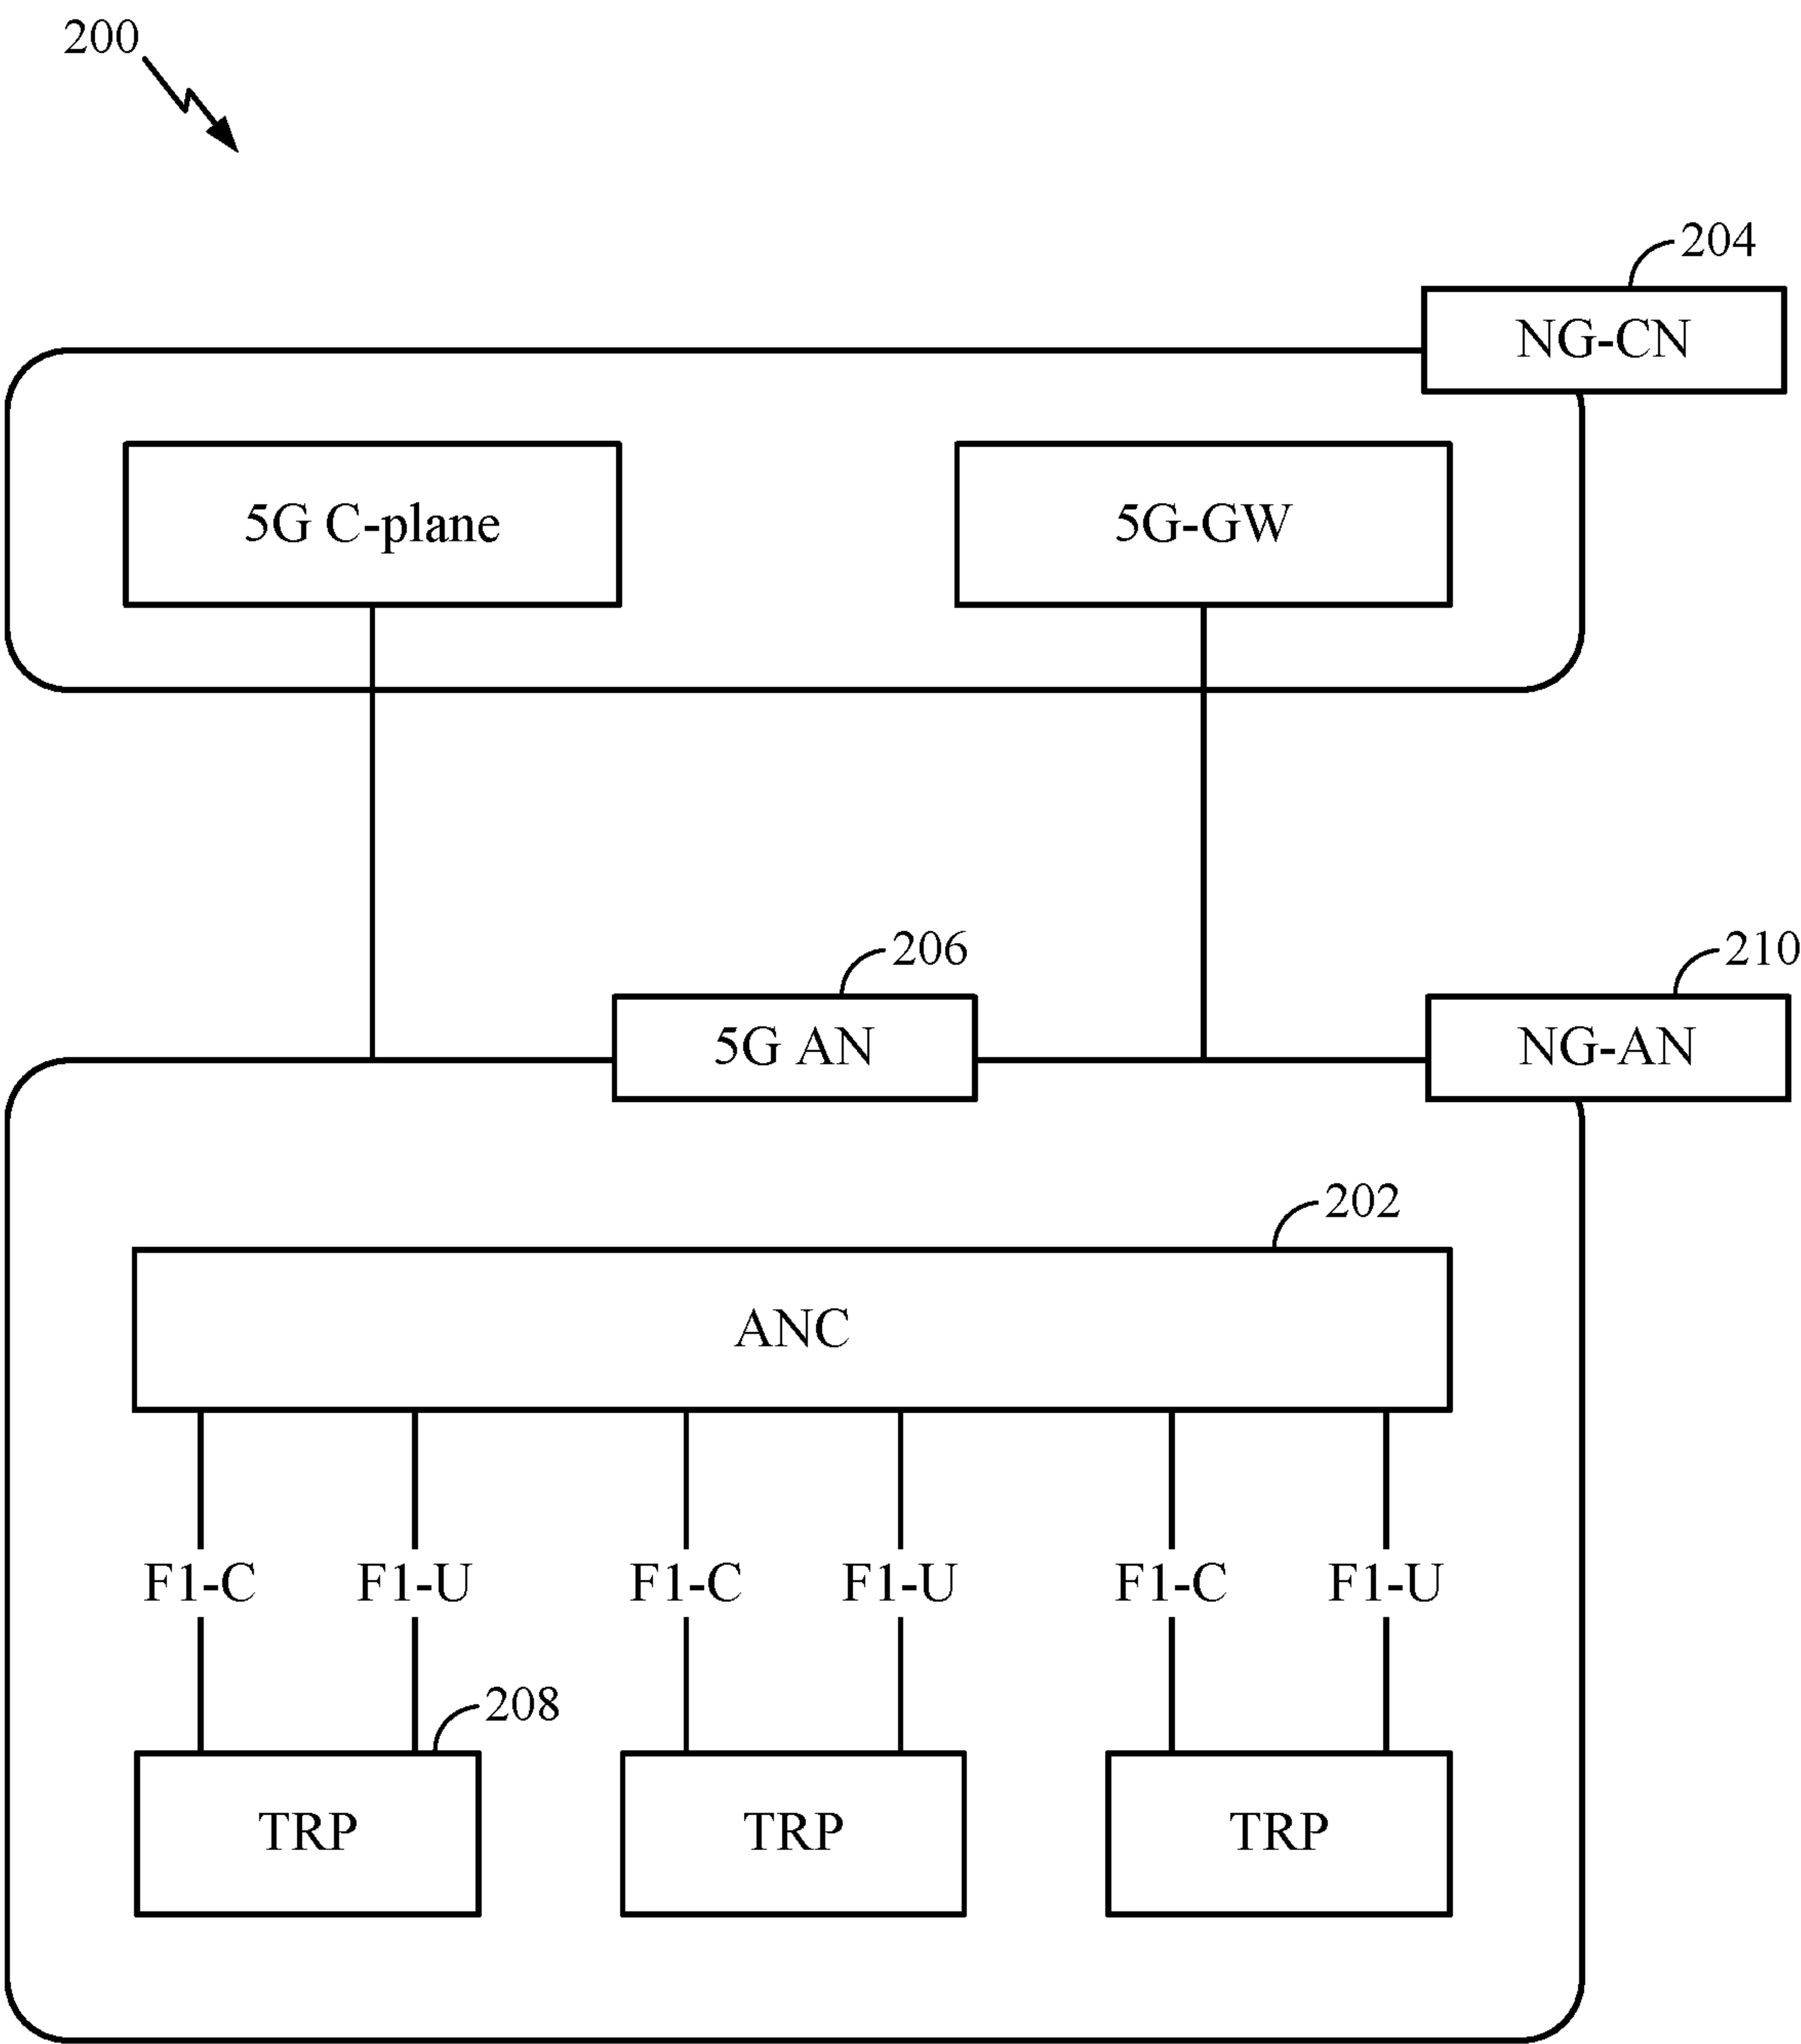 200
204
NG-CN
5G C-plane
5G-GW
206
210
5G AN
NG-AN
202
ANC
F1-C F1-U F1-C F1-U F1-C F1-U
208
TRP TRP TRP